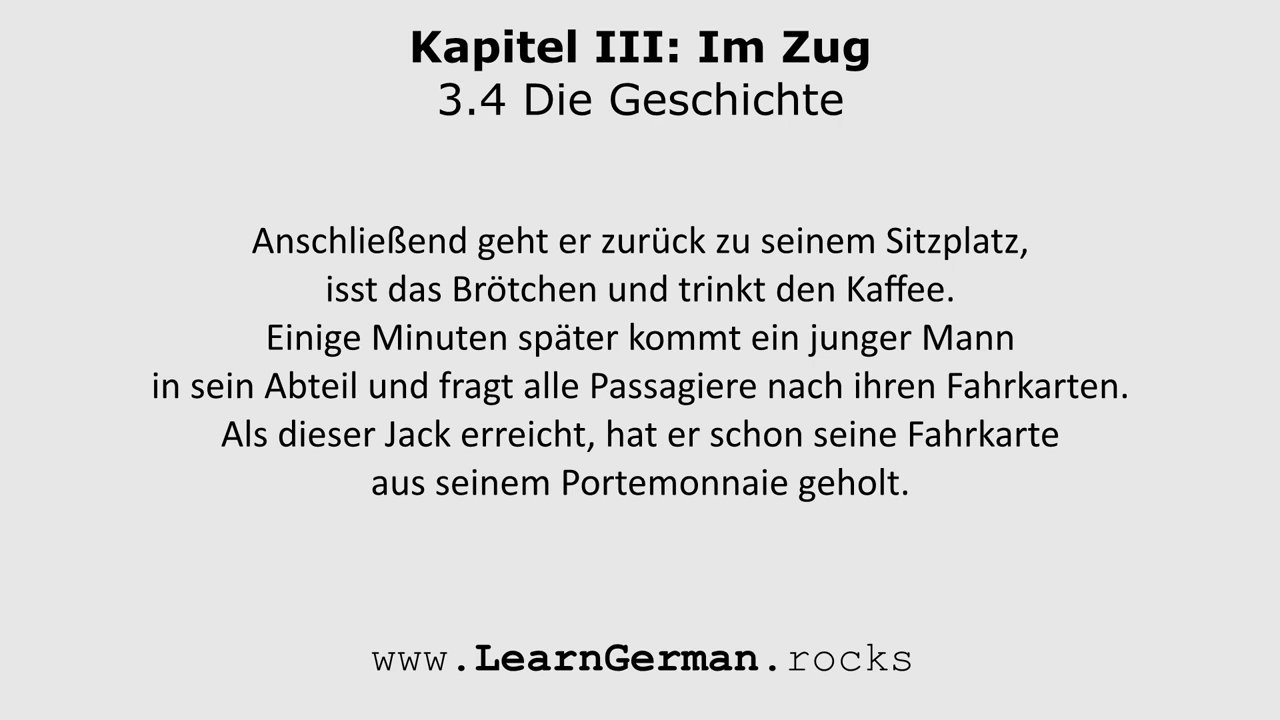 Kapitel III: Im Zug
3.4 Die Geschichte
Anschließend geht er zurück zu seinem Sitzplatz,
isst das Brötchen und trinkt den Kaffee.
Einige Minuten später kommt ein junger Mann
in sein Abteil und fragt alle Passagiere nach ihren Fahrkarten.
Als dieser Jack erreicht, hat er schon seine Fahrkarte
aus seinem Portemonnaie geholt.
www.LearnGerman.rocks